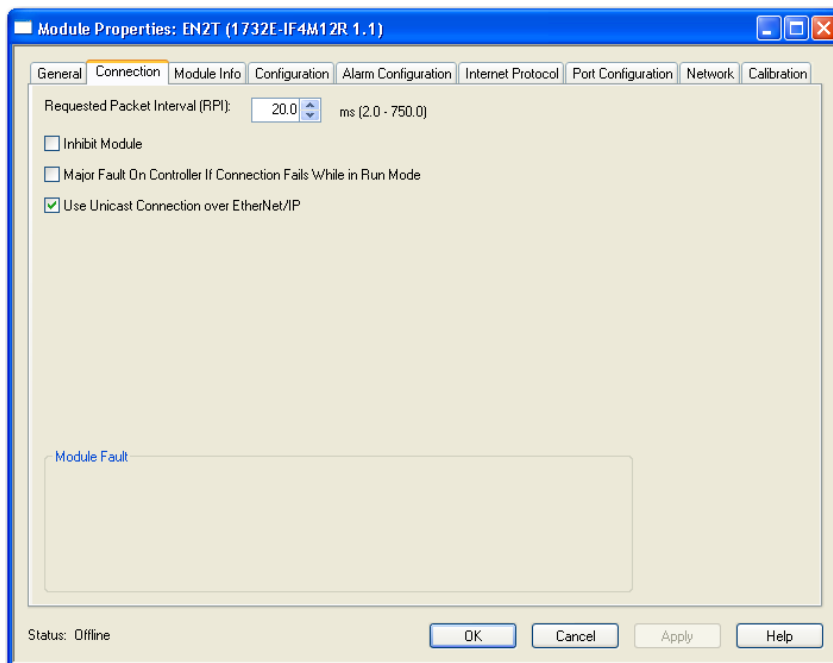 Module Properties: EN2T (1732E-IF4M12R 1.1)
General Connection Module Info Configuration Alarm Configuration Internet Protocol Port Configuration Network Calibration
Requested Packet Interval (RPI): 20.0 ms (2.0 - 750.0)
Inhibit Module
Major Fault On Controller If Connection Fails While in Run Mode
Use Unicast Connection over EtherNet/IP
Module Fault
Status: Offline OK Cancel Apply Help